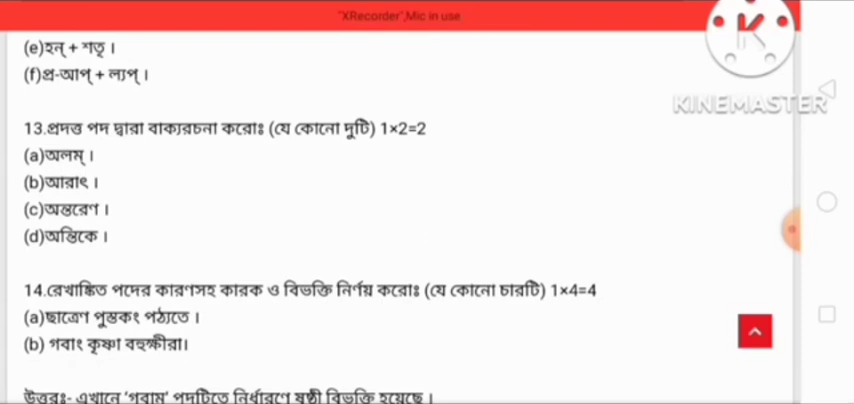 "XRecorder",Mic in use
(e)হন্ + শতৃ ।
(f)প্র-আপ্ + ল্যপ্ ।
KINEMASTER
13.প্রদত্ত পদ দ্বারা বাক্যরচনা করোঃ (যে কোনো দুটি) 1×2=2
(a)অলম্ ।
(b)আরাৎ ।
(c)অন্তরেণ ।
(d)অন্তিকে ।
14.রেখাঙ্কিত পদের কারণসহ কারক ও বিভক্তি নির্ণয় করোঃ (যে কোনো চারটি) 1×4=4
(a)ছাত্রেণ পুস্তকং পঠ্যতে ।
(b) গবাং কৃষ্ণা বহুক্ষীরা।
উত্তরঃ- এখানে 'গবাম' পদটিতে নির্ধারণে ষষ্ঠী বিভক্তি হয়েছে ।